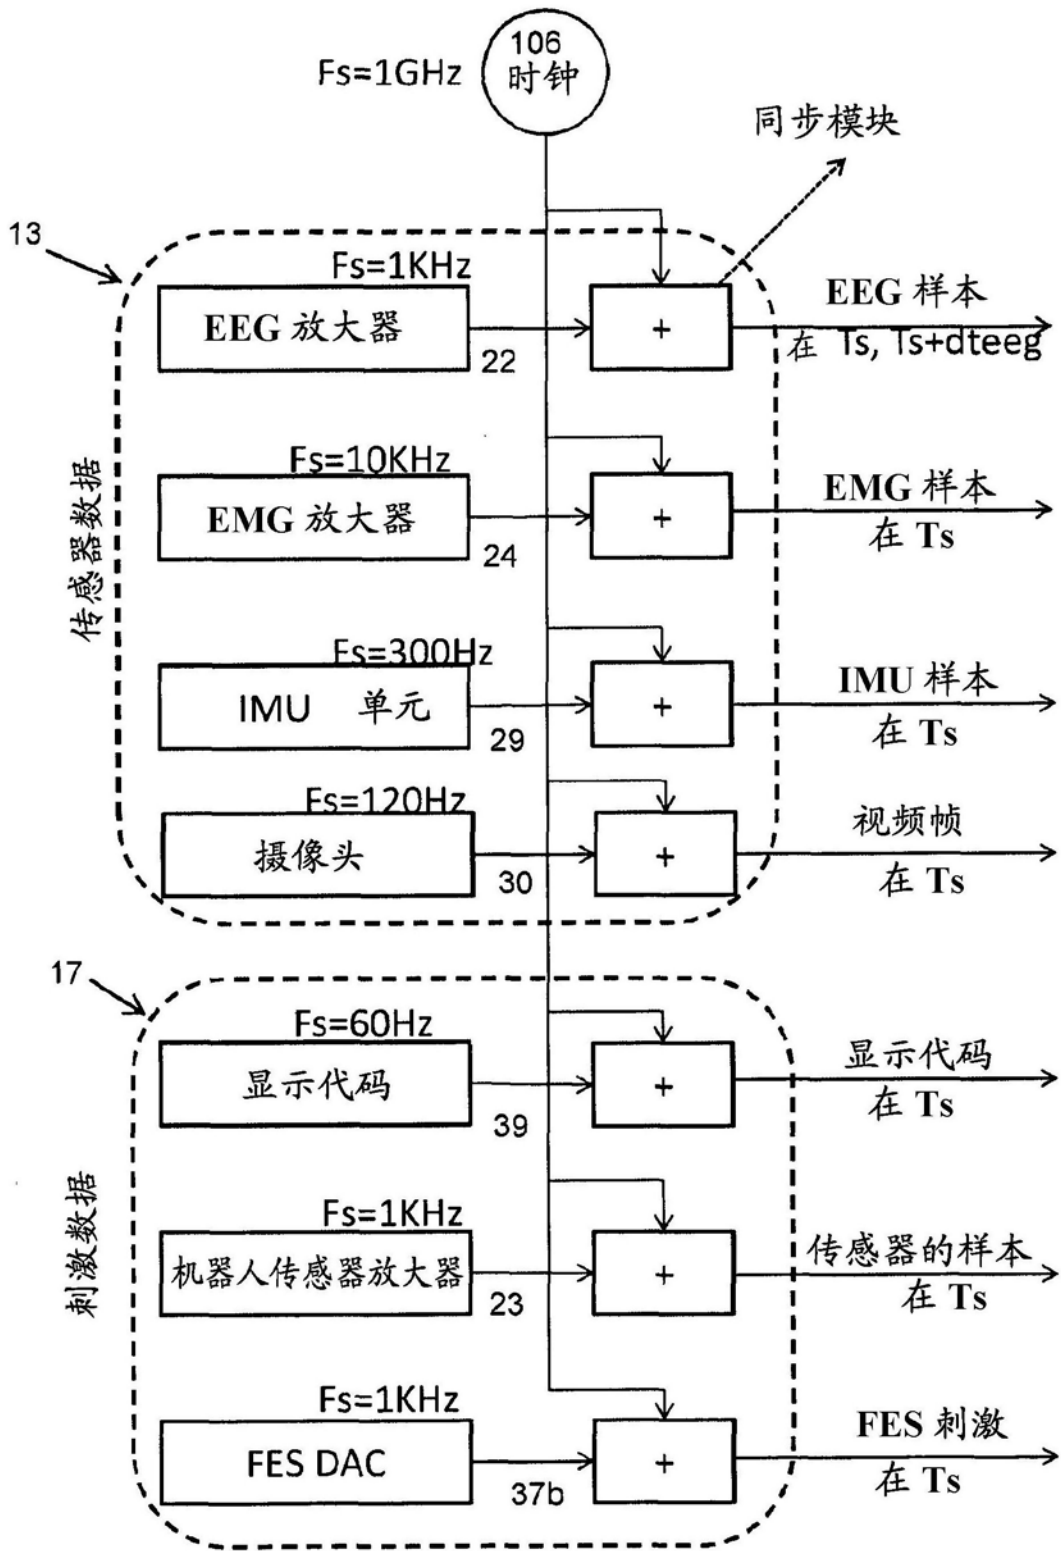 106
时钟
Fs=1GHz
同步模块
13
传感器数据
Fs=1KHz
EEG 放大器
22
+
EEG 样本
在 Ts, Ts+dteeg
Fs=10KHz
EMG 放大器
24
+
EMG 样本
在 Ts
Fs=300Hz
IMU 单元
29
+
IMU 样本
在 Ts
Fs=120Hz
摄像头
30
+
视频帧
在 Ts
17
刺激数据
Fs=60Hz
显示代码
39
+
显示代码
在 Ts
Fs=1KHz
机器人传感器放大器
23
+
传感器的样本
在 Ts
Fs=1KHz
FES DAC
37b
+
FES 刺激
在 Ts